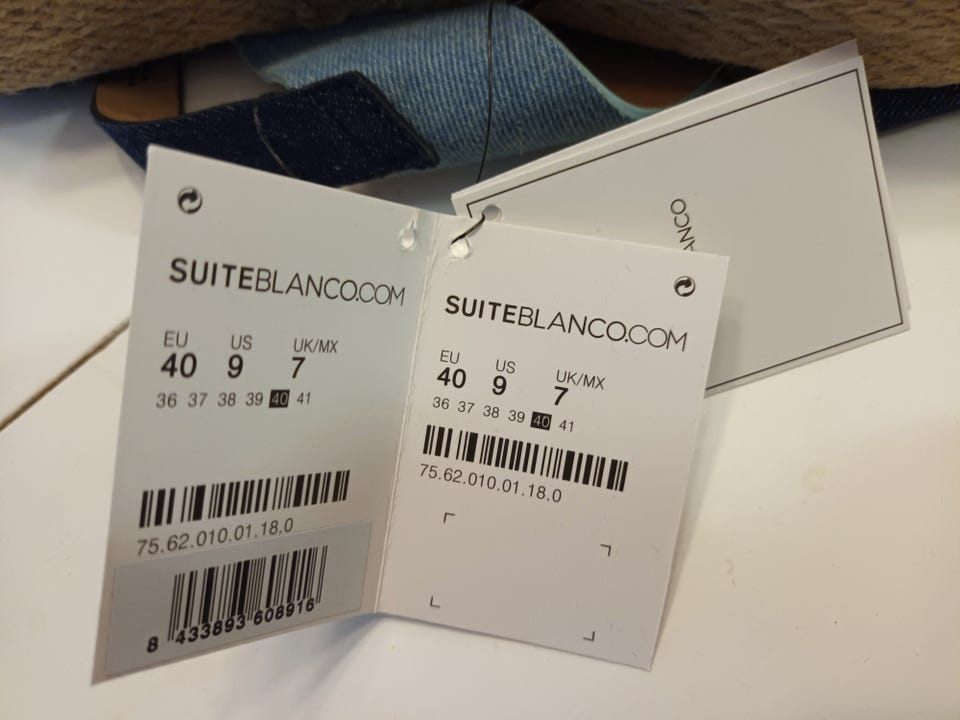 SUITEBLANCO.COM
EU US UK/MX
40 9 7
36 37 38 39 40 41
75.62.010.01.18.0
8 433893 608916
SUITEBLANCO.COM
EU US UK/MX
40 9 7
36 37 38 39 40 41
75.62.010.01.18.0
ANCO